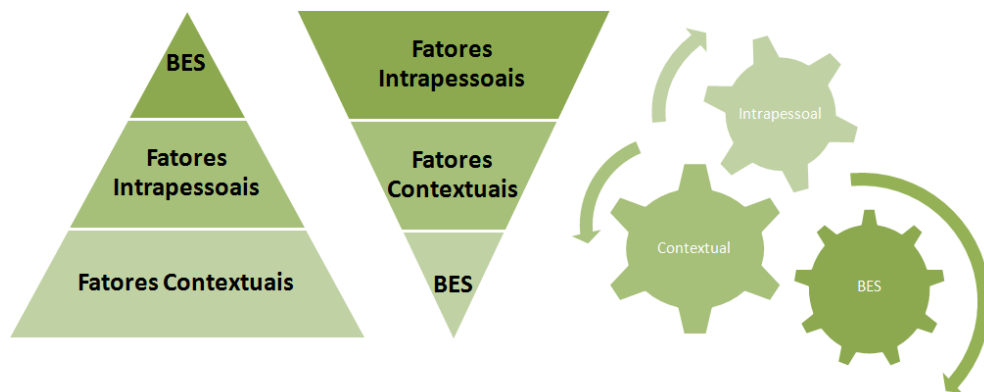 BES
Fatores
Intrapessoais
Fatores Contextuais
Fatores
Intrapessoais
Fatores
Contextuais
BES
Intrapessoal
Contextual
BES